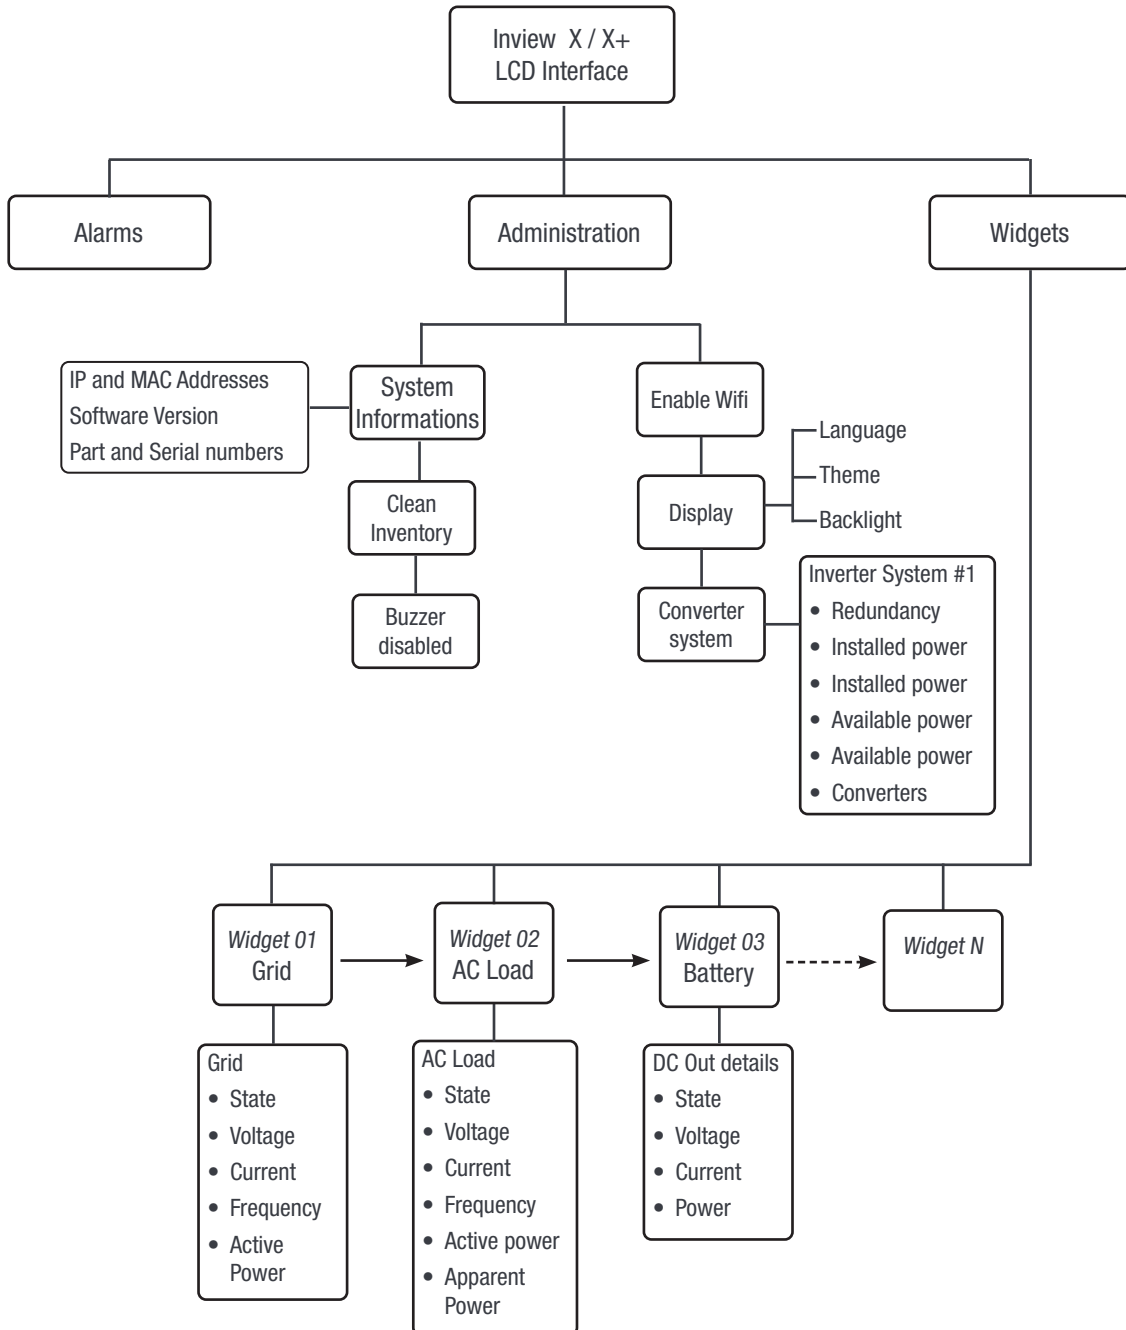 Inview X / X+
LCD Interface
Alarms
Administration
Widgets
IP and MAC Addresses
Software Version
Part and Serial numbers
System
Informations
Clean
Inventory
Buzzer
disabled
Enable Wifi
Display
Language
Theme
Backlight
Converter
system
Inverter System #1
• Redundancy
• Installed power
• Installed power
• Available power
• Available power
• Converters
Widget 01
Grid
Widget 02
AC Load
Widget 03
Battery
Widget N
Grid
• State
• Voltage
• Current
• Frequency
• Active
Power
AC Load
• State
• Voltage
• Current
• Frequency
• Active power
• Apparent
Power
DC Out details
• State
• Voltage
• Current
• Power